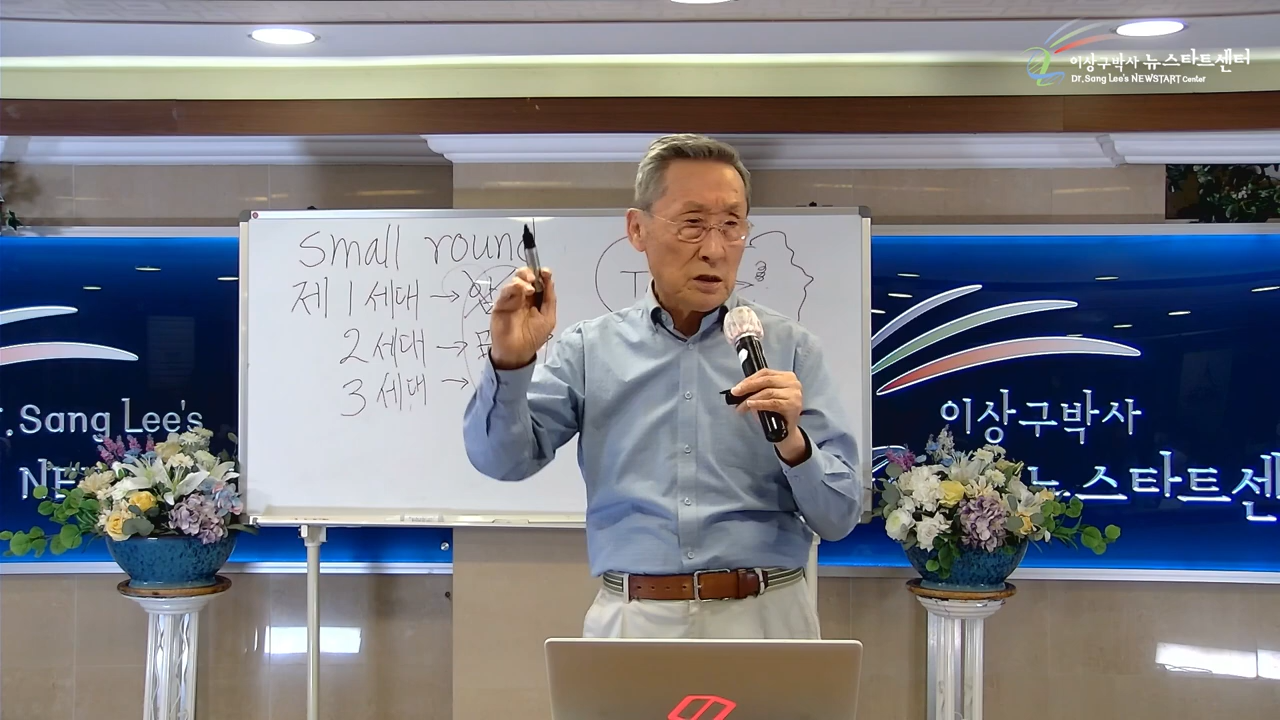 이상구박사 뉴스타트센터
Dr.Sang Lee's NEWSTART Center
small round
제 1 세대 →
2 세대 →
3 세대 →
T
.Sang Lee's
이상구박사
뉴스타트센